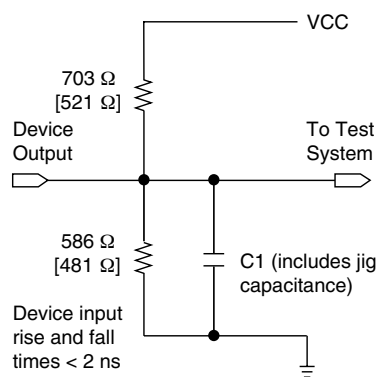 VCC
703 Ω
[521 Ω]
Device
Output
To Test
System
586 Ω
[481 Ω]
C1 (includes jig
capacitance)
Device input
rise and fall
times < 2 ns